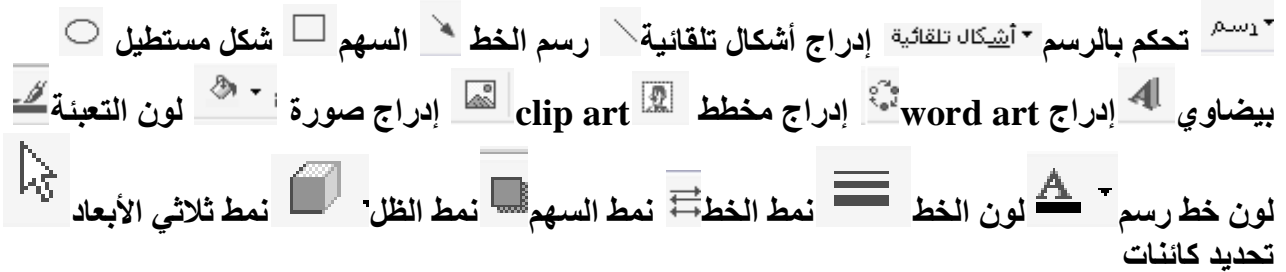 رسم تحكم بالرسم أشكال تلقائية إدراج أشكال تلقائية رسم الخط السهم شكل مستطيل
بيضاوي إدراج word art إدراج مخطط clip art إدراج صورة لون التعبئة
لون خط رسم A لون الخط نمط الخط نمط السهم نمط الظل نمط ثلاثي الأبعاد
تحديد كائنات